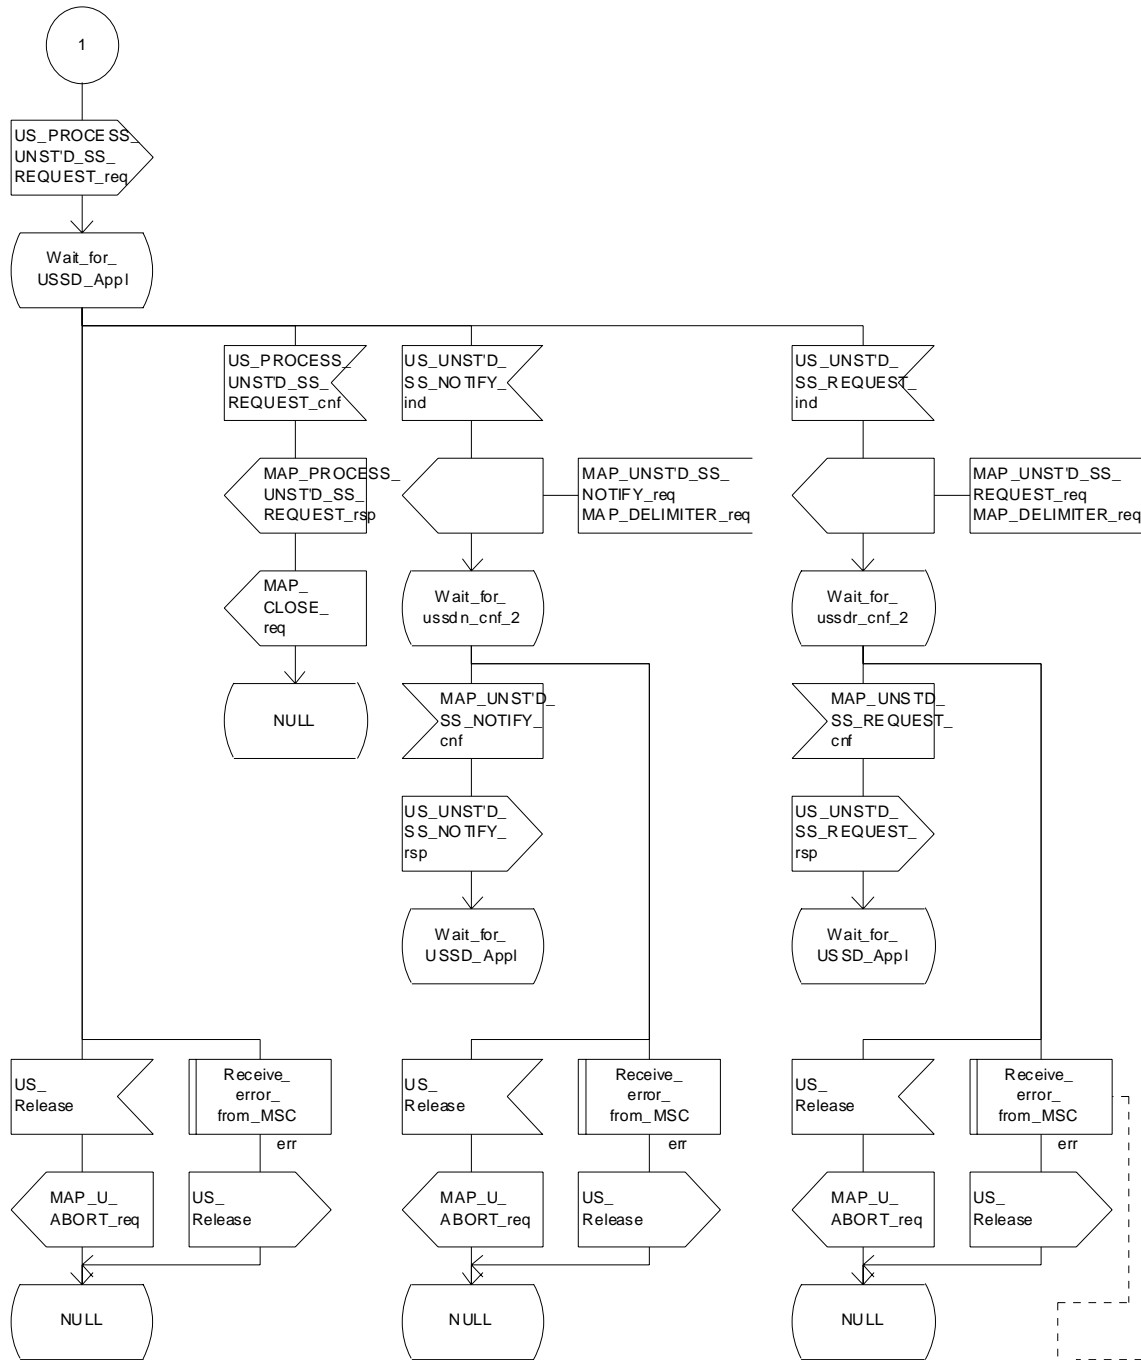 1
US_PROCESS_
UNST'D_SS_
REQUEST_req
Wait_for_
USSD_Appl
US_PROCESS_
UNST'D_SS_
REQUEST_cnf
US_UNST'D_
SS_NOTIFY_
ind
US_UNST'D_
SS_REQUEST_
ind
MAP_PROCESS_
UNST'D_SS_
REQUEST_rsp
MAP_UNST'D_SS_
NOTIFY_req
MAP_DELIMITER_req
MAP_UNST'D_SS_
REQUEST_req
MAP_DELIMITER_req
MAP_
CLOSE_
req
Wait_for_
ussdn_cnf_2
Wait_for_
ussdr_cnf_2
NULL
MAP_UNST'D_
SS_NOTIFY_
cnf
MAP_UNST'D_
SS_REQUEST_
cnf
US_UNST'D_
SS_NOTIFY_
rsp
US_UNST'D_
SS_REQUEST_
rsp
Wait_for_
USSD_Appl
Wait_for_
USSD_Appl
US_
Release
Receive_
error_
from_MSC
err
US_
Release
Receive_
error_
from_MSC
err
US_
Release
Receive_
error_
from_MSC
err
MAP_U_
ABORT_req
US_
Release
MAP_U_
ABORT_req
US_
Release
MAP_U_
ABORT_req
US_
Release
NULL
NULL
NULL